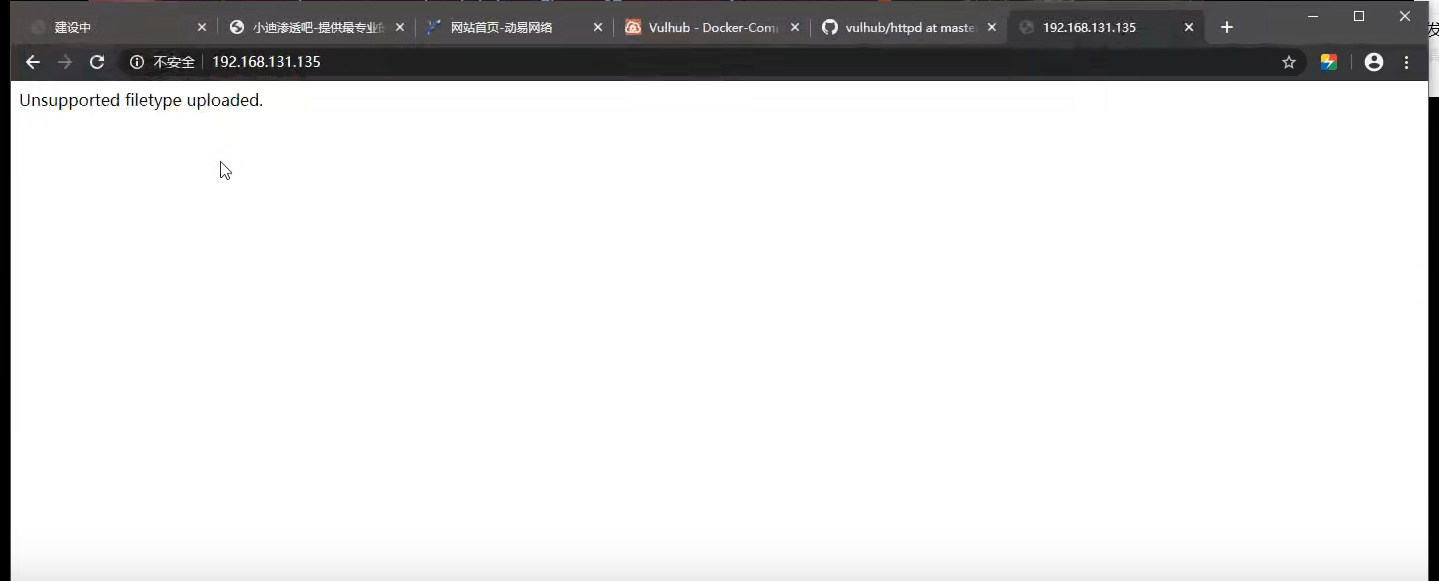 建设中
小迪渗透吧-提供最专业
网站首页-动易网络
Vulhub - Docker-Com
vulhub/httpd at maste
192.168.131.135
不安全
192.168.131.135
Unsupported filetype uploaded.
发